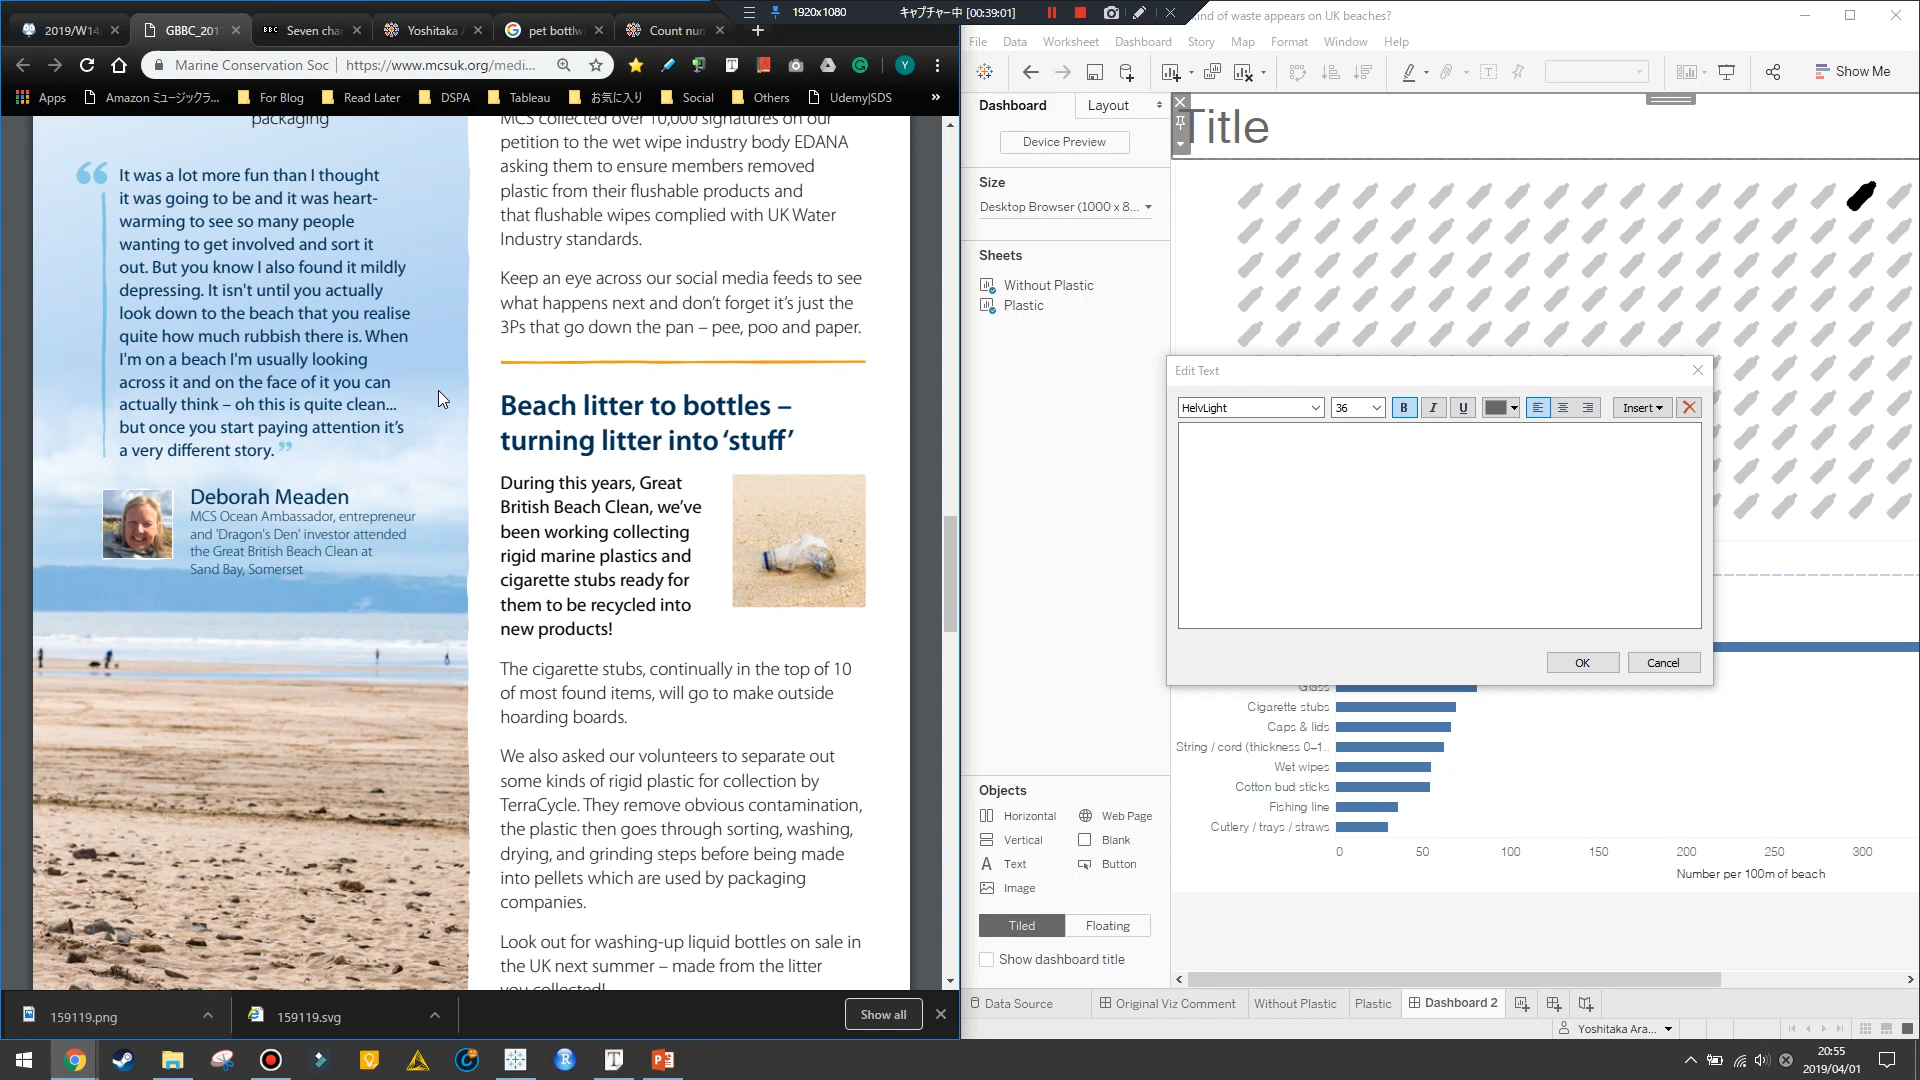 1920x1080
キャプチャー中 [00:39:01]
kind of waste appears on UK beaches?
2019/W14
GBBC_201
BBC Seven cha
Yoshitaka
pet bottlw
Count num
Marine Conservation Soc
https://www.mcsuk.org/medi...
Y
Apps
Amazon ミュージックラ...
For Blog
Read Later
DSPA
Tableau
お気に入り
Social
Others
Udemy|SDS
packaging
It was a lot more fun than I thought
it was going to be and it was heart-
warming to see so many people
wanting to get involved and sort it
out. But you know I also found it mildly
depressing. It isn't until you actually
look down to the beach that you realise
quite how much rubbish there is. When
I'm on a beach I'm usually looking
across it and on the face of it you can
actually think – oh this is quite clean...
but once you start paying attention it's
a very different story.
Deborah Meaden
MCS Ocean Ambassador, entrepreneur
and 'Dragon's Den' investor attended
the Great British Beach Clean at
Sand Bay, Somerset
MCS collected over 10,000 signatures on our
petition to the wet wipe industry body EDANA
asking them to ensure members removed
plastic from their flushable products and
that flushable wipes complied with UK Water
Industry standards.
Keep an eye across our social media feeds to see
what happens next and don't forget it's just the
3Ps that go down the pan – pee, poo and paper.
Beach litter to bottles –
turning litter into 'stuff'
During this years, Great
British Beach Clean, we've
been working collecting
rigid marine plastics and
cigarette stubs ready for
them to be recycled into
new products!
The cigarette stubs, continually in the top of 10
of most found items, will go to make outside
hoarding boards.
We also asked our volunteers to separate out
some kinds of rigid plastic for collection by
TerraCycle. They remove obvious contamination,
the plastic then goes through sorting, washing,
drying, and grinding steps before being made
into pellets which are used by packaging
companies.
Look out for washing-up liquid bottles on sale in
the UK next summer – made from the litter
you collected!
159119.png
159119.svg
Show all
File
Data
Worksheet
Dashboard
Story
Map
Format
Window
Help
Show Me
Dashboard
Layout
Device Preview
Size
Desktop Browser (1000 x 8...
Sheets
Without Plastic
Plastic
Objects
Horizontal
Web Page
Vertical
Blank
Text
Button
Image
Tiled
Floating
Show dashboard title
Title
Edit Text
HelvLight
36
B
I
U
Insert
OK
Cancel
Glass
Cigarette stubs
Caps & lids
String / cord (thickness 0-1..
Wet wipes
Cotton bud sticks
Fishing line
Cutlery / trays / straws
0
50
100
150
200
250
300
Number per 100m of beach
Data Source
Original Viz Comment
Without Plastic
Plastic
Dashboard 2
Yoshitaka Ara...
20:55
2019/04/01